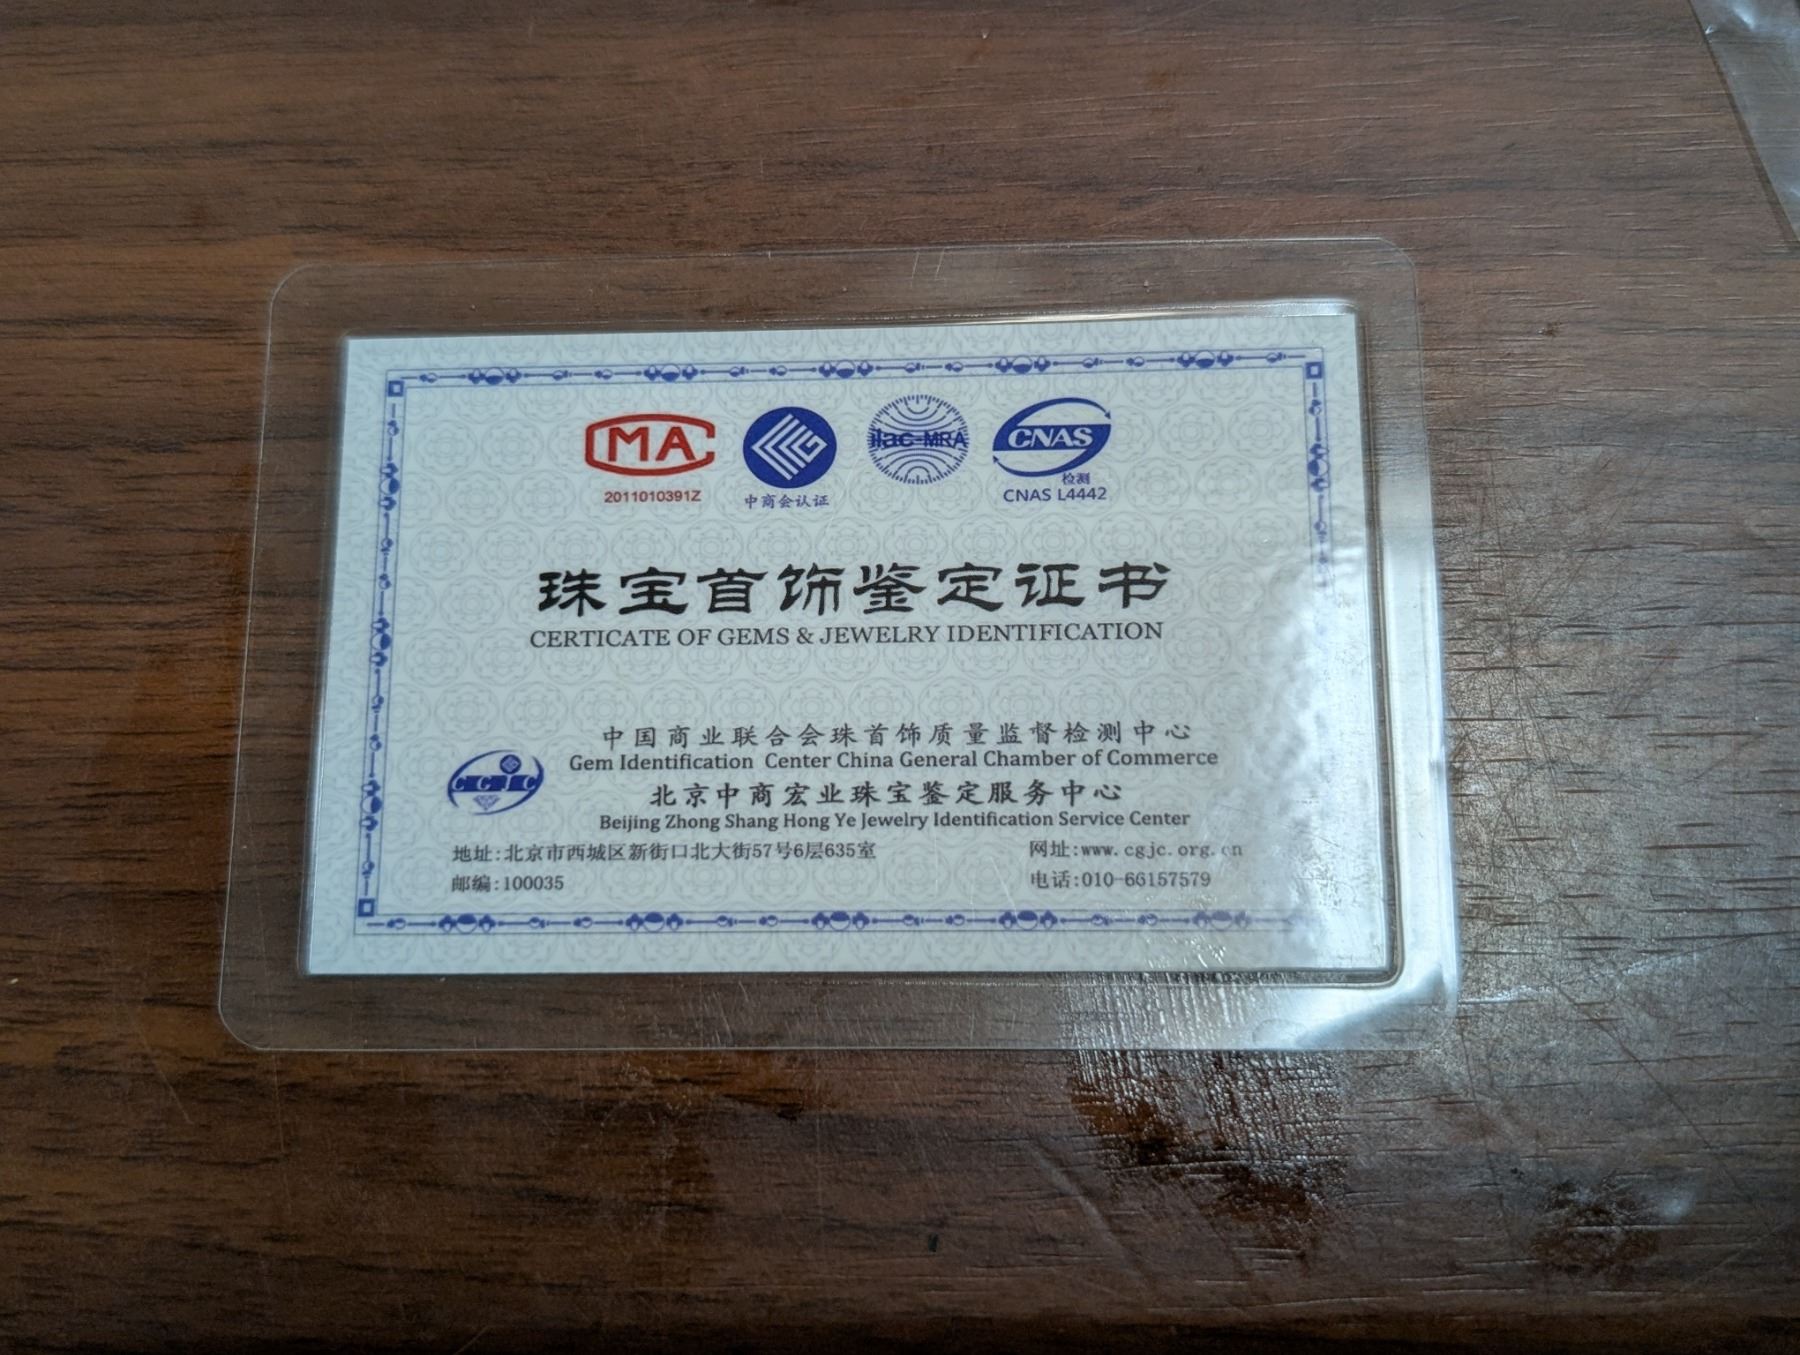 MA
2011010391Z
中商会认证
ilac-MRA
CNAS
检测
CNAS L4442
珠宝首饰鉴定证书
CERTICATE OF GEMS & JEWELRY IDENTIFICATION
中国商业联合会珠首饰质量监督检测中心
Gem Identification Center China General Chamber of Commerce
北京中商宏业珠宝鉴定服务中心
Beijing Zhong Shang Hong Ye Jewelry Identification Service Center
地址:北京市西城区新街口北大街57号6层635室
网址:www.cgjc.org.cn
邮编:100035
电话:010-66157579